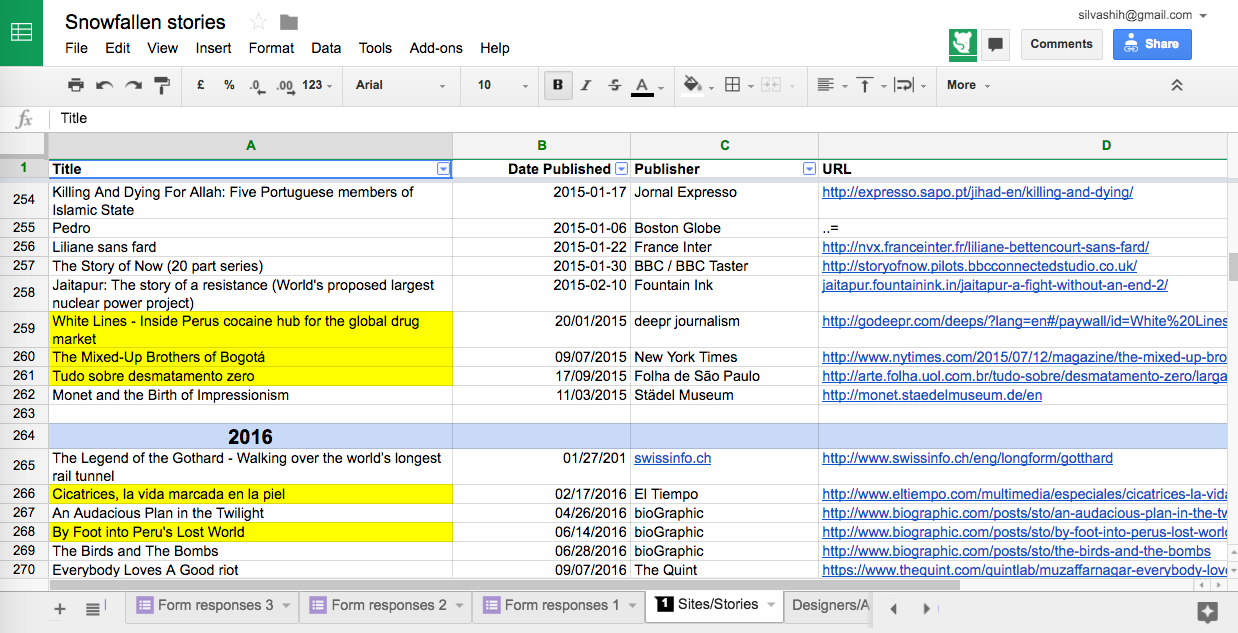 Snowfallen stories
silvashih@gmail.com
File Edit View Insert Format Data Tools Add-ons Help
Comments Share
£ % .0 .00 123 Arial 10 B I S A More
fx Title
A B C D
1 Title Date Published Publisher URL
254 Killing And Dying For Allah: Five Portuguese members of 2015-01-17 Jornal Expresso http://expresso.sapo.pt/jihad-en/killing-and-dying/
Islamic State
255 Pedro 2015-01-06 Boston Globe ..=
256 Liliane sans fard 2015-01-22 France Inter http://nvx.franceinter.fr/liliane-bettencourt-sans-fard/
257 The Story of Now (20 part series) 2015-01-30 BBC / BBC Taster http://storyofnow.pilots.bbcconnectedstudio.co.uk/
258 Jaitapur: The story of a resistance (World's proposed largest 2015-02-10 Fountain Ink jaitapur.fountainink.in/jaitapur-a-fight-without-an-end-2/
nuclear power project)
259 White Lines - Inside Perus cocaine hub for the global drug 20/01/2015 deepr journalism http://godeepr.com/deeps/?lang=en#/paywall/id=White%20Lines
market
260 The Mixed-Up Brothers of Bogotá 09/07/2015 New York Times http://www.nytimes.com/2015/07/12/magazine/the-mixed-up-bro
261 Tudo sobre desmatamento zero 17/09/2015 Folha de São Paulo http://arte.folha.uol.com.br/tudo-sobre/desmatamento-zero/larga
262 Monet and the Birth of Impressionism 11/03/2015 Städel Museum http://monet.staedelmuseum.de/en
263
264 2016
265 The Legend of the Gothard - Walking over the world's longest 01/27/201 swissinfo.ch http://www.swissinfo.ch/eng/longform/gotthard
rail tunnel
266 Cicatrices, la vida marcada en la piel 02/17/2016 El Tiempo http://www.eltiempo.com/multimedia/especiales/cicatrices-la-vida
267 An Audacious Plan in the Twilight 04/26/2016 bioGraphic http://www.biographic.com/posts/sto/an-audacious-plan-in-the-tw
268 By Foot into Peru's Lost World 06/14/2016 bioGraphic http://www.biographic.com/posts/sto/by-foot-into-perus-lost-worl
269 The Birds and The Bombs 06/28/2016 bioGraphic http://www.biographic.com/posts/sto/the-birds-and-the-bombs
270 Everybody Loves A Good riot 09/07/2016 The Quint https://www.thequint.com/quintlab/muzaffarnagar-everybody-love
Form responses 3 Form responses 2 Form responses 1 1 Sites/Stories Designers/A